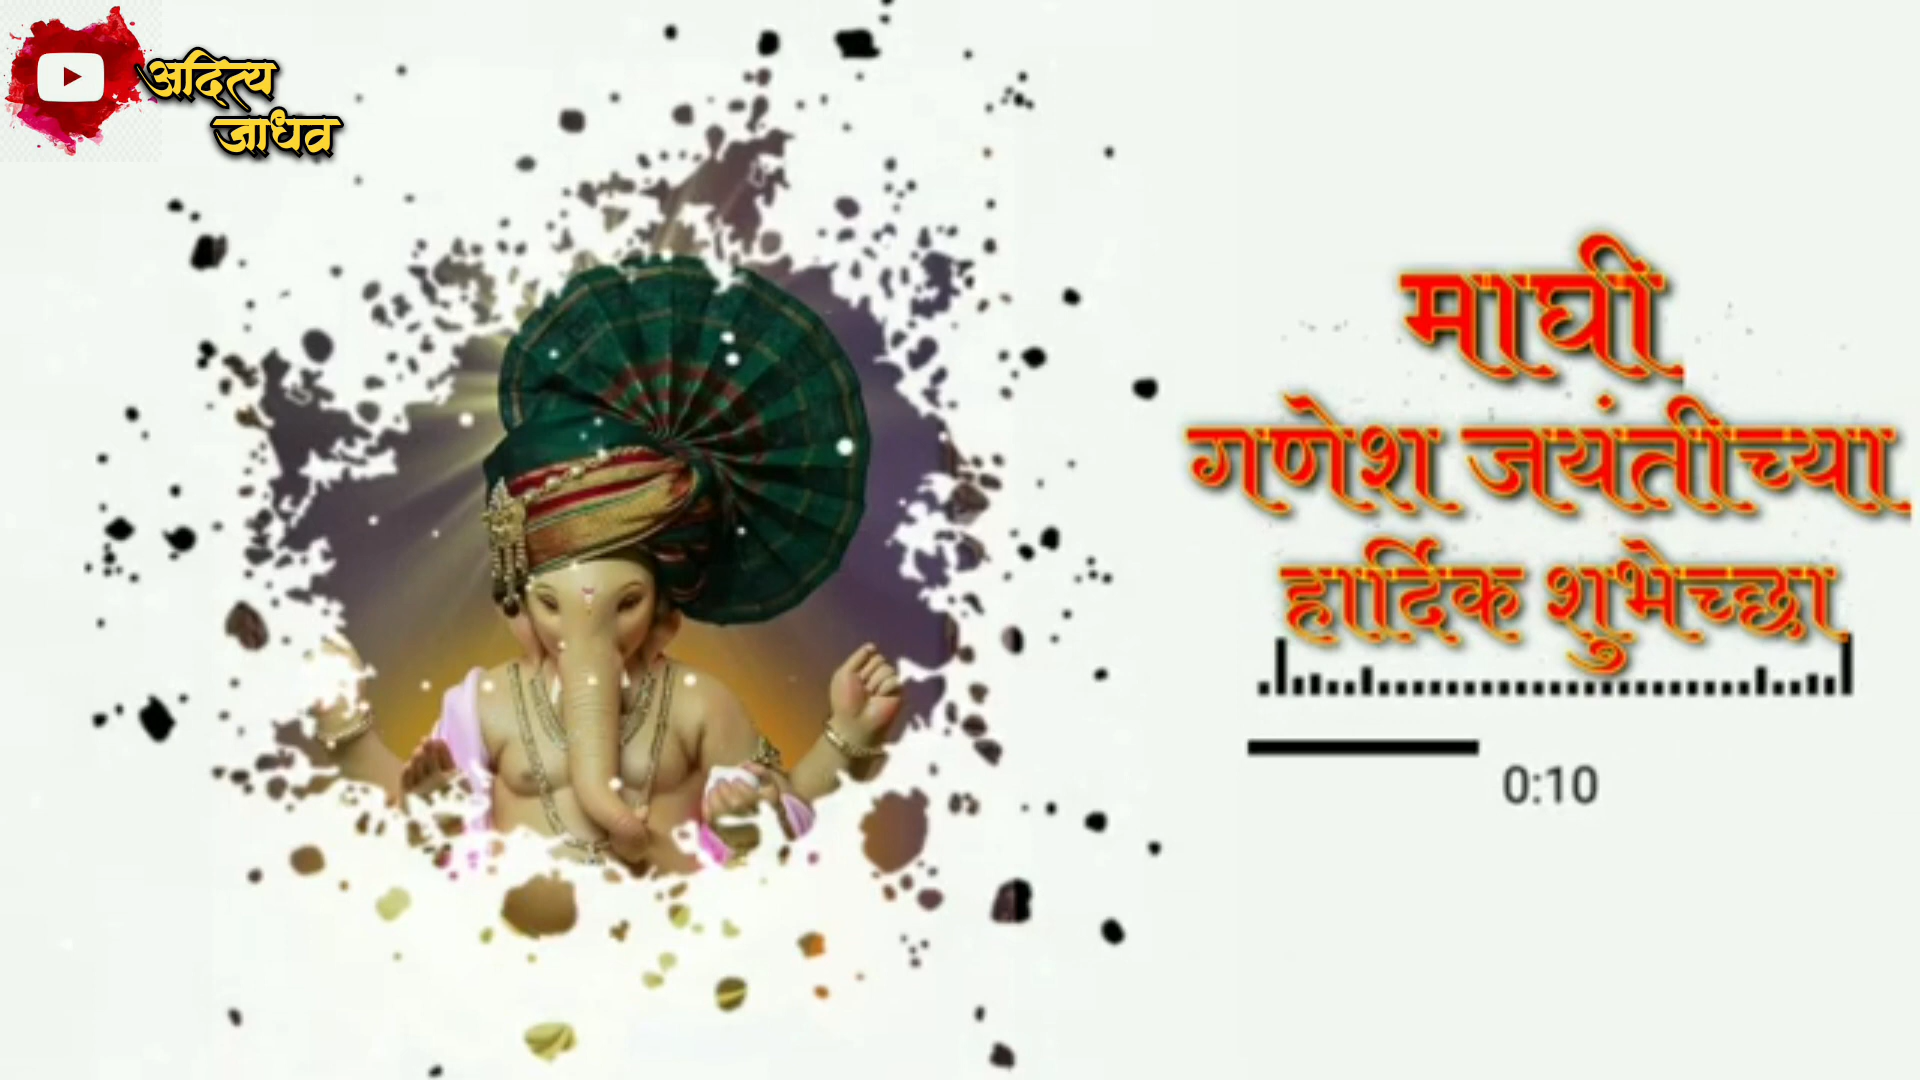 अदित्य
जाधव
माघी
गणेश जयंतीच्या
हार्दिक शुभेच्छा
0:10